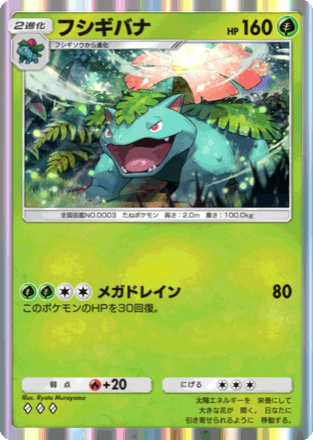 2進化 フシギバナ HP 160
フシギソウから進化
全国図鑑NO.0003 たねポケモン 高さ：2.0m 重さ：100.0kg
メガドレイン 80
このポケモンのHPを30回復。
弱点 +20 にげる
Illus. Ryota Murayama
太陽エネルギーを 栄養にして
大きな花が 開く。日なたに
引き寄せられるように 移動する。